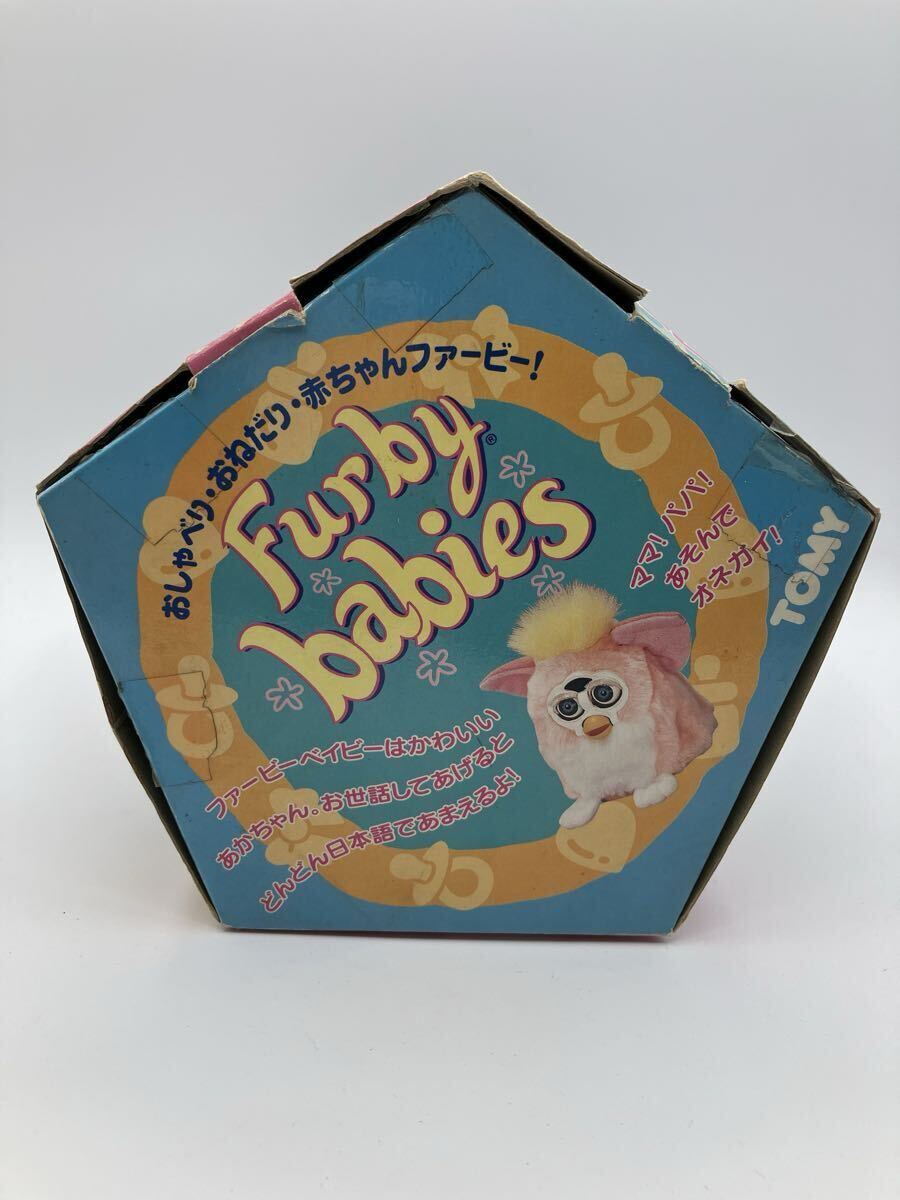 おしゃべり・おねだり・赤ちゃんファービー!
Furby®
babies
ママ!パパ!
あそんで
オネガイ!
TOMY
ファービーベイビーはかわいい
あかちゃん。お世話してあげると
どんどん日本語であまえるよ!